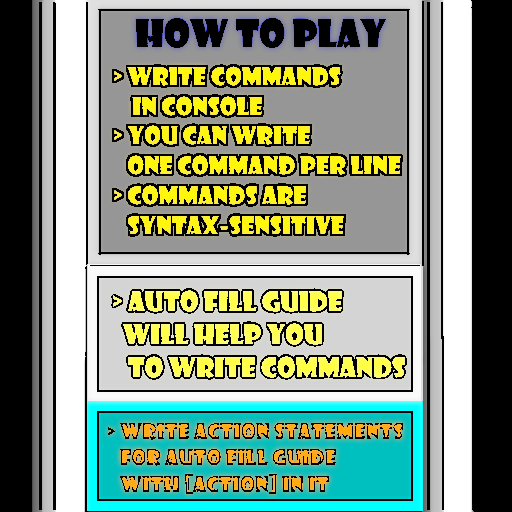 HOW TO PLAY
> WRITE COMMANDS
IN CONSOLE
> YOU CAN WRITE
ONE COMMAND PER LINE
> COMMANDS ARE
SYNTAX-SENSITIVE
> AUTO FILL GUIDE
WILL HELP YOU
TO WRITE COMMANDS
> WRITE ACTION STATEMENTS
FOR AUTO FILL GUIDE
WITH [ACTION] IN IT